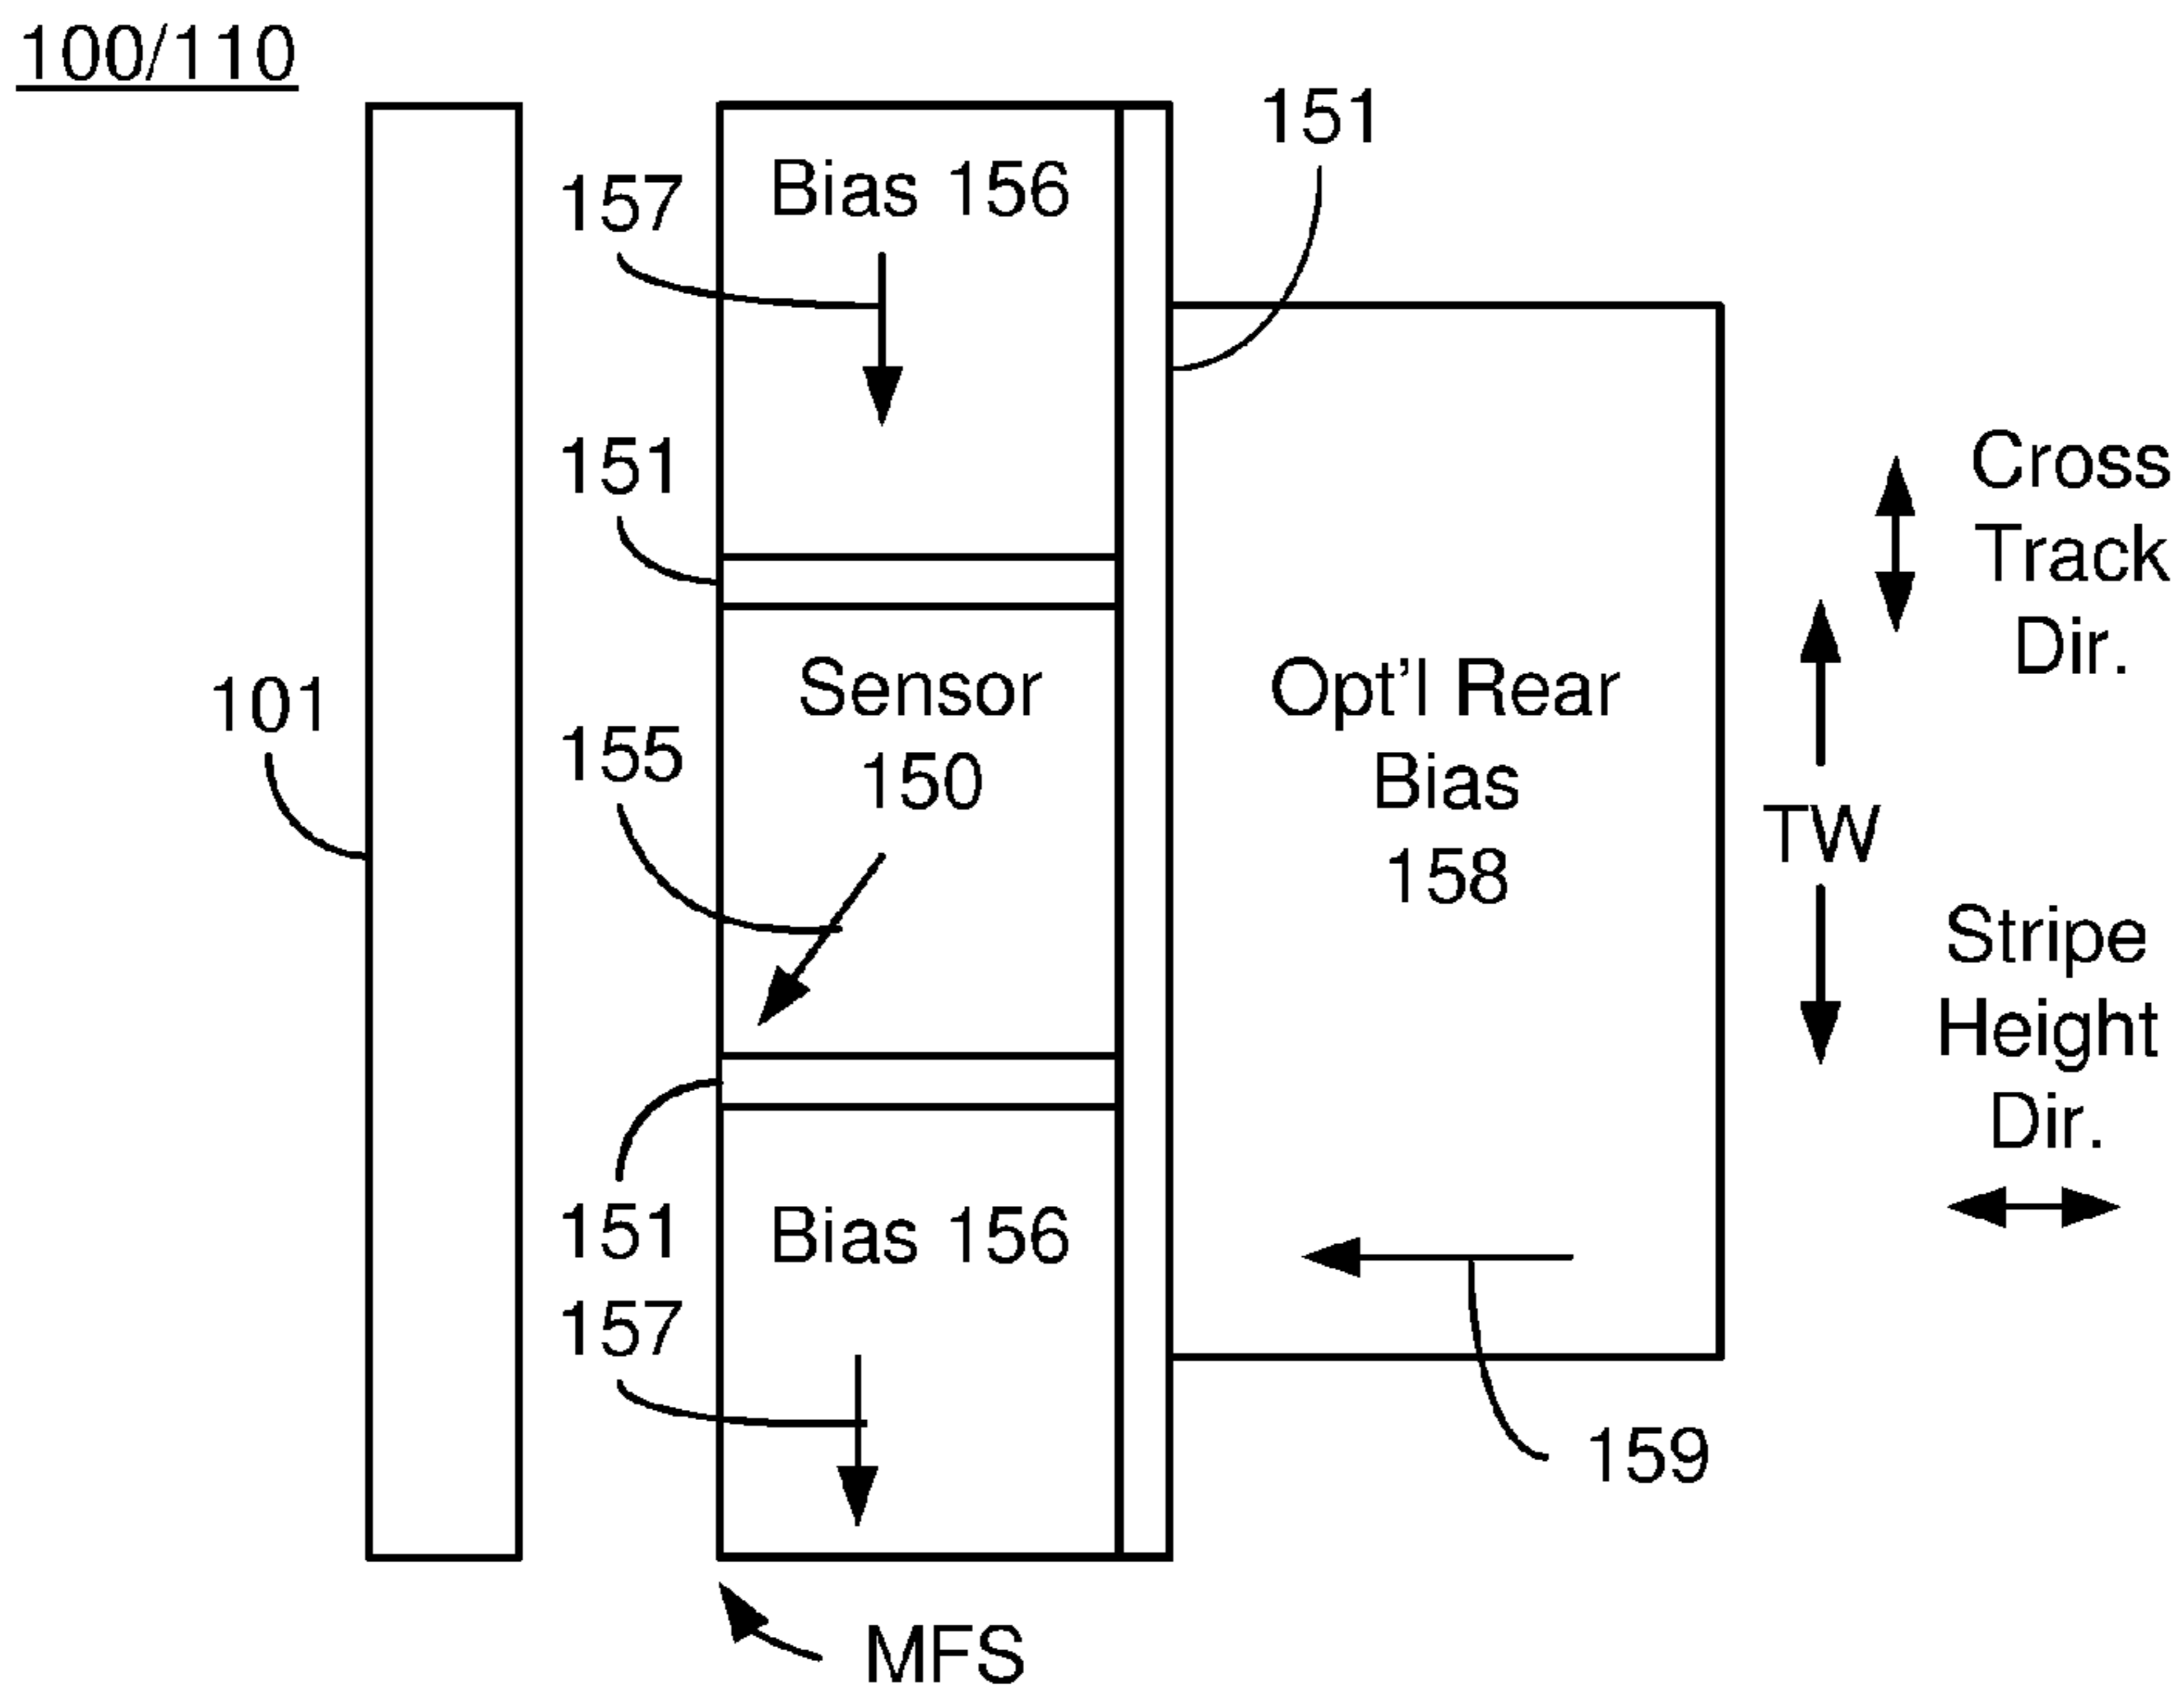 100/110
151
157
Bias 156
151
Cross
Track
Dir.
101
155
Sensor
150
Opt'l Rear
Bias
158
TW
Stripe
Height
Dir.
151
Bias 156
157
159
MFS